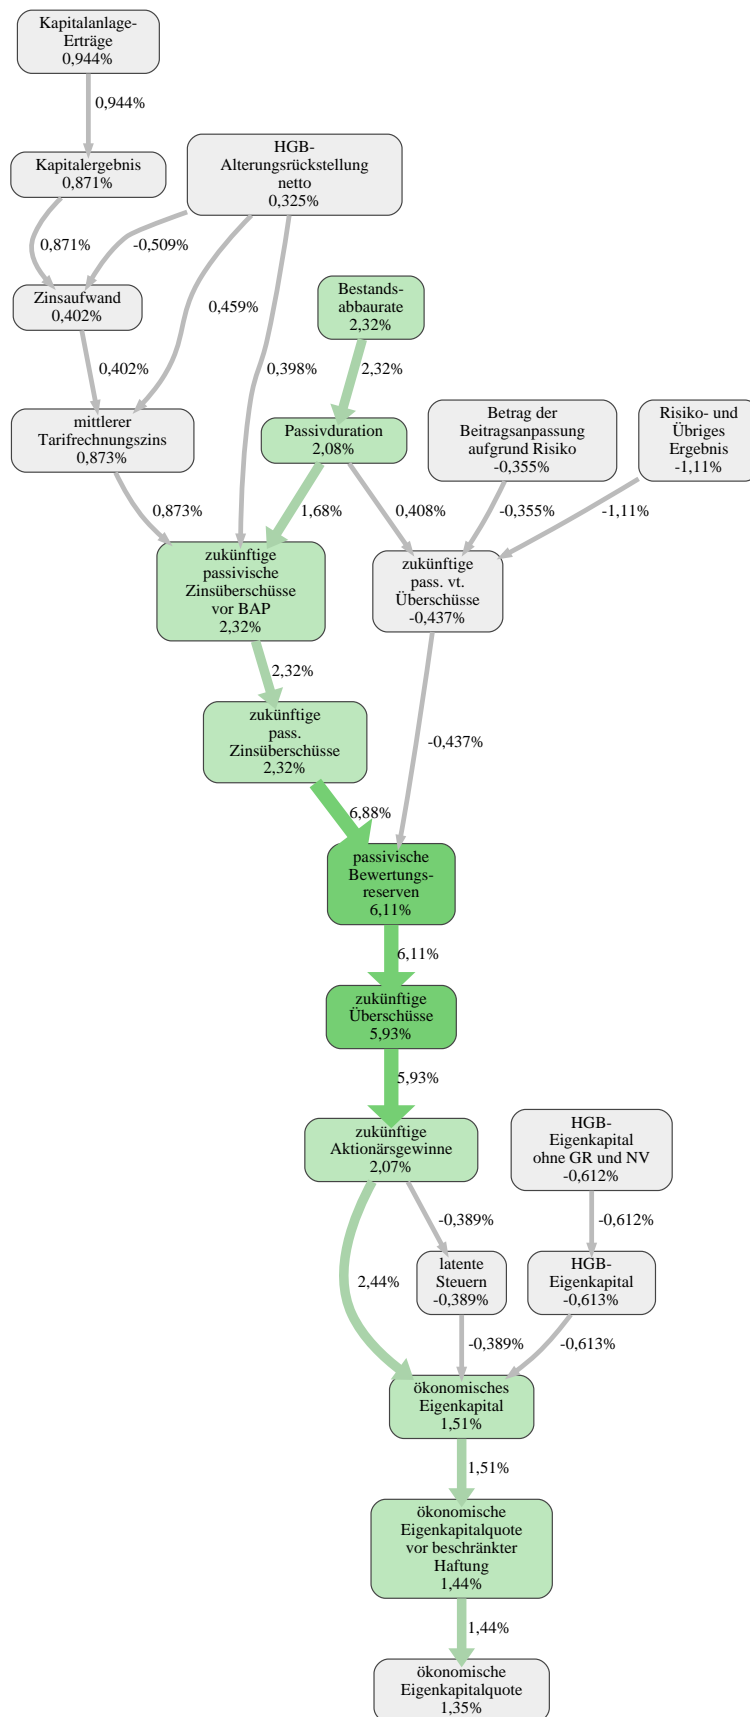 Kapitalanlage-
Erträge
0,944%
0,944%
Kapitalergebnis
0,871%
HGB-
Alterungsrückstellung
netto
0,325%
0,871%
-0,509%
Zinsaufwand
0,402%
0,459%
Bestands-
abbaurate
2,32%
0,402%
0,398%
2,32%
mittlerer
Tarifrechnungszins
0,873%
Passivduration
2,08%
Betrag der
Beitragsanpassung
aufgrund Risiko
-0,355%
Risiko- und
Übriges
Ergebnis
-1,11%
0,873%
1,68%
0,408%
-0,355%
-1,11%
zukünftige
passivische
Zinsüberschüsse
vor BAP
2,32%
zukünftige
pass. vt.
Überschüsse
-0,437%
2,32%
zukünftige
pass.
Zinsüberschüsse
2,32%
-0,437%
6,88%
passivische
Bewertungs-
reserven
6,11%
6,11%
zukünftige
Überschüsse
5,93%
5,93%
zukünftige
Aktionärsgewinne
2,07%
HGB-
Eigenkapital
ohne GR und NV
-0,612%
-0,389%
-0,612%
2,44%
latente
Steuern
-0,389%
HGB-
Eigenkapital
-0,613%
-0,389%
-0,613%
ökonomisches
Eigenkapital
1,51%
1,51%
ökonomische
Eigenkapitalquote
vor beschränkter
Haftung
1,44%
1,44%
ökonomische
Eigenkapitalquote
1,35%